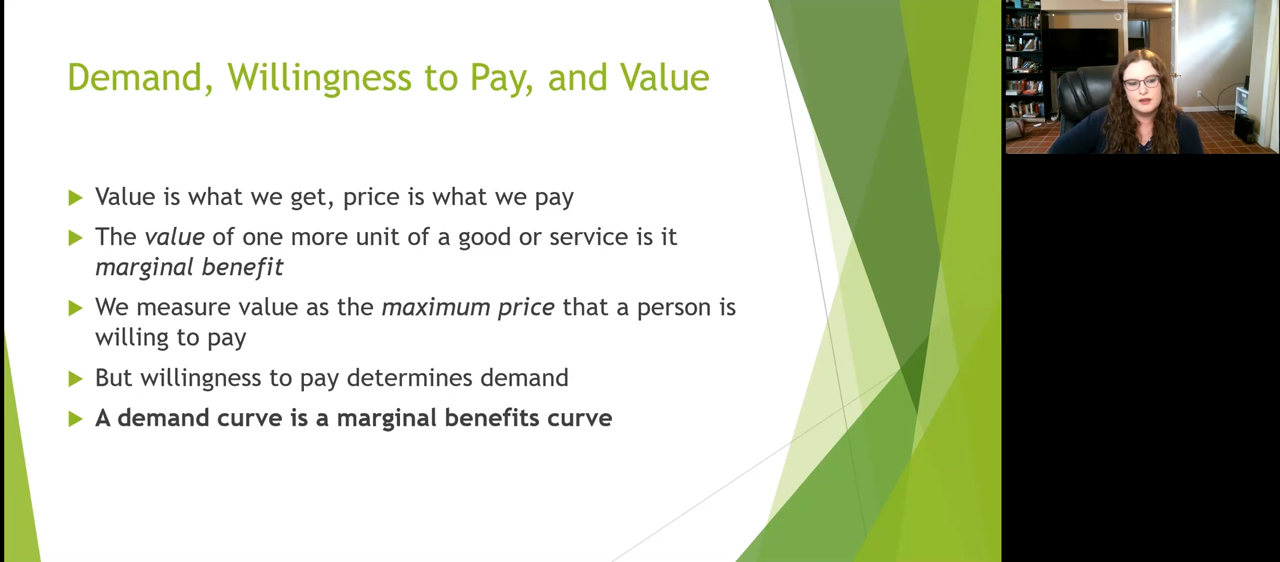 Demand, Willingness to Pay, and Value
Value is what we get, price is what we pay
The value of one more unit of a good or service is it
marginal benefit
We measure value as the maximum price that a person is
willing to pay
But willingness to pay determines demand
A demand curve is a marginal benefits curve